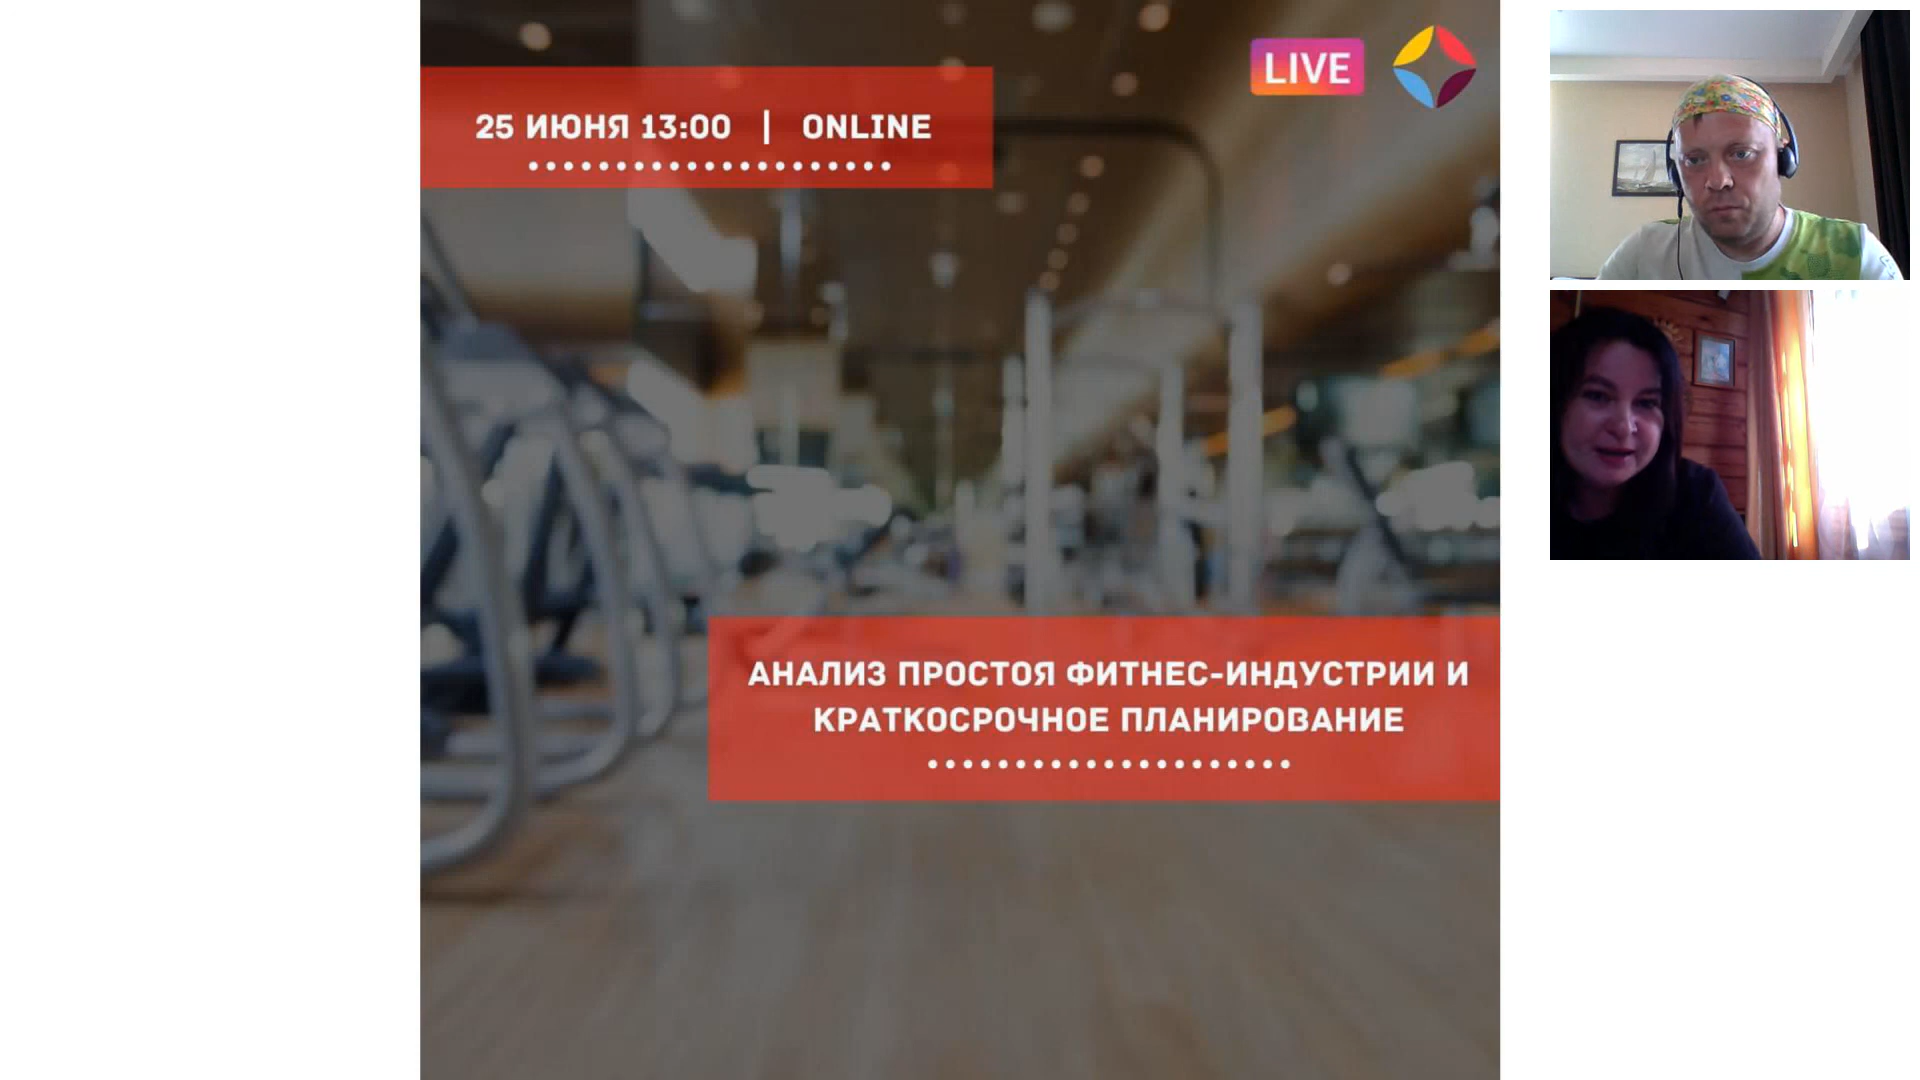 LIVE
25 ИЮНЯ 13:00 | ONLINE
АНАЛИЗ ПРОСТОЯ ФИТНЕС-ИНДУСТРИИ И
КРАТКОСРОЧНОЕ ПЛАНИРОВАНИЕ